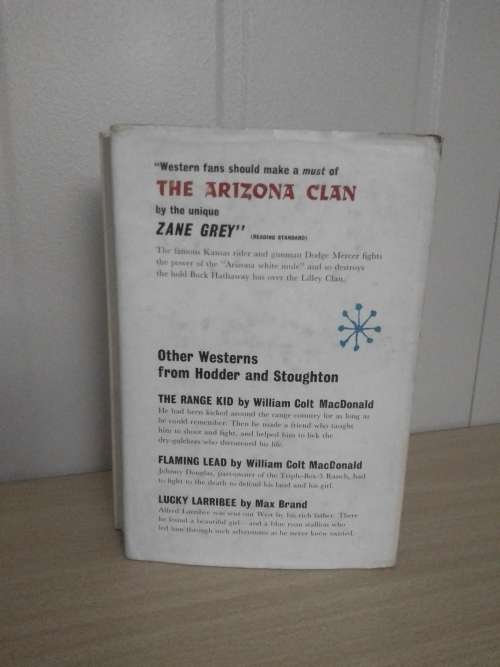 "Western fans should make a must of
THE ARIZONA CLAN
by the unique
ZANE GREY" (READING STANDARD)
The famous Kansas rider and gunman Dodge Mercer fights
the power of the "Arizona white mule" and so destroys
the hold Buck Hathaway has over the Lilley Clan.
Other Westerns
from Hodder and Stoughton
THE RANGE KID by William Colt MacDonald
He had been kicked around the range country for as long as
he could remember. Then he made a friend who taught
him to shoot and fight, and helped him to lick the
dry-gulchers who threatened his life.
FLAMING LEAD by William Colt MacDonald
Johnny Douglas, part-owner of the Triple-Box-3 Ranch, had
to fight to the death to defend his land and his girl.
LUCKY LARRIBEE by Max Brand
Alfred Larribee was sent out West by his rich father. There
he found a beautiful girl—and a blue roan stallion who
led him through such adventures as he never knew existed.